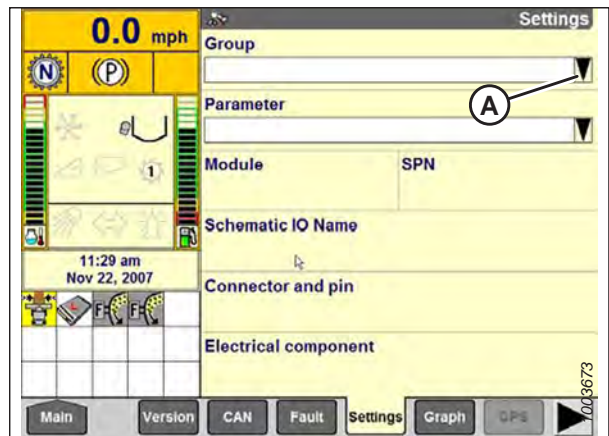 0.0 mph
Settings
Group
N
(P)
A
Parameter
1
Module
SPN
Schematic IO Name
11:29 am
Nov 22, 2007
Connector and pin
F
F
Electrical component
1003673
Main
Version
CAN
Fault
Settings
Graph
GPS